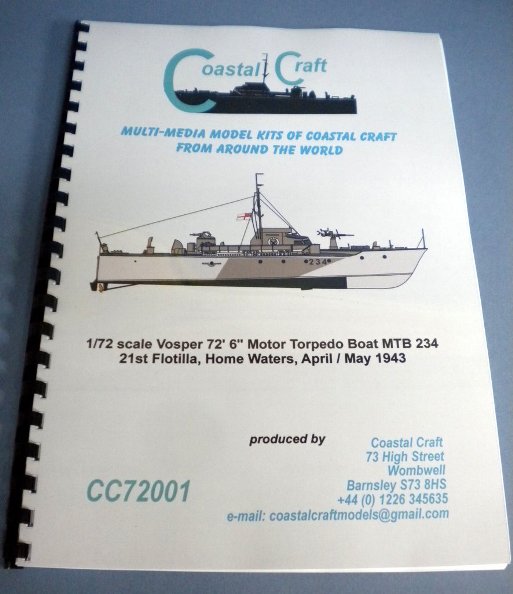 Coastal Craft
MULTI-MEDIA MODEL KITS OF COASTAL CRAFT
FROM AROUND THE WORLD
234
1/72 scale Vosper 72' 6" Motor Torpedo Boat MTB 234
21st Flotilla, Home Waters, April / May 1943
produced by
Coastal Craft
73 High Street
Wombwell
Barnsley S73 8HS
+44 (0) 1226 345635
e-mail: coastalcraftmodels@gmail.com
CC72001